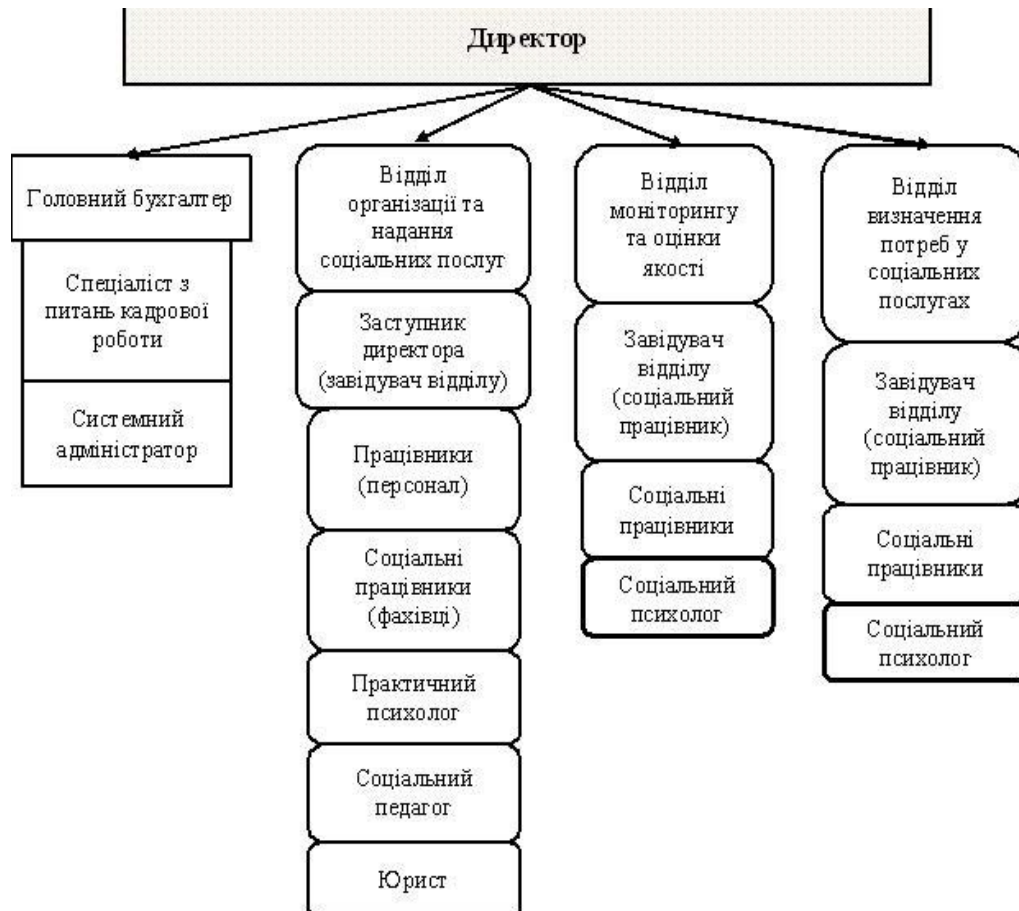 Директор
Головний бухгалтер
Спеціаліст з
питань кадрової
роботи
Системний
адміністратор
Відділ
організації та
надання
соціальних послуг
Заступник
директора
(завідувач відділу)
Працівники
(персонал)
Соціальні
працівники
(фахівці)
Практичний
психолог
Соціальний
педагог
Юрист
Відділ
моніторингу
та оцінки
якості
Завідувач
відділу
(соціальний
працівник)
Соціальні
працівники
Соціальний
психолог
Відділ
визначення
потреб у
соціальних
послугах
Завідувач
відділу
(соціальний
працівник)
Соціальні
працівники
Соціальний
психолог